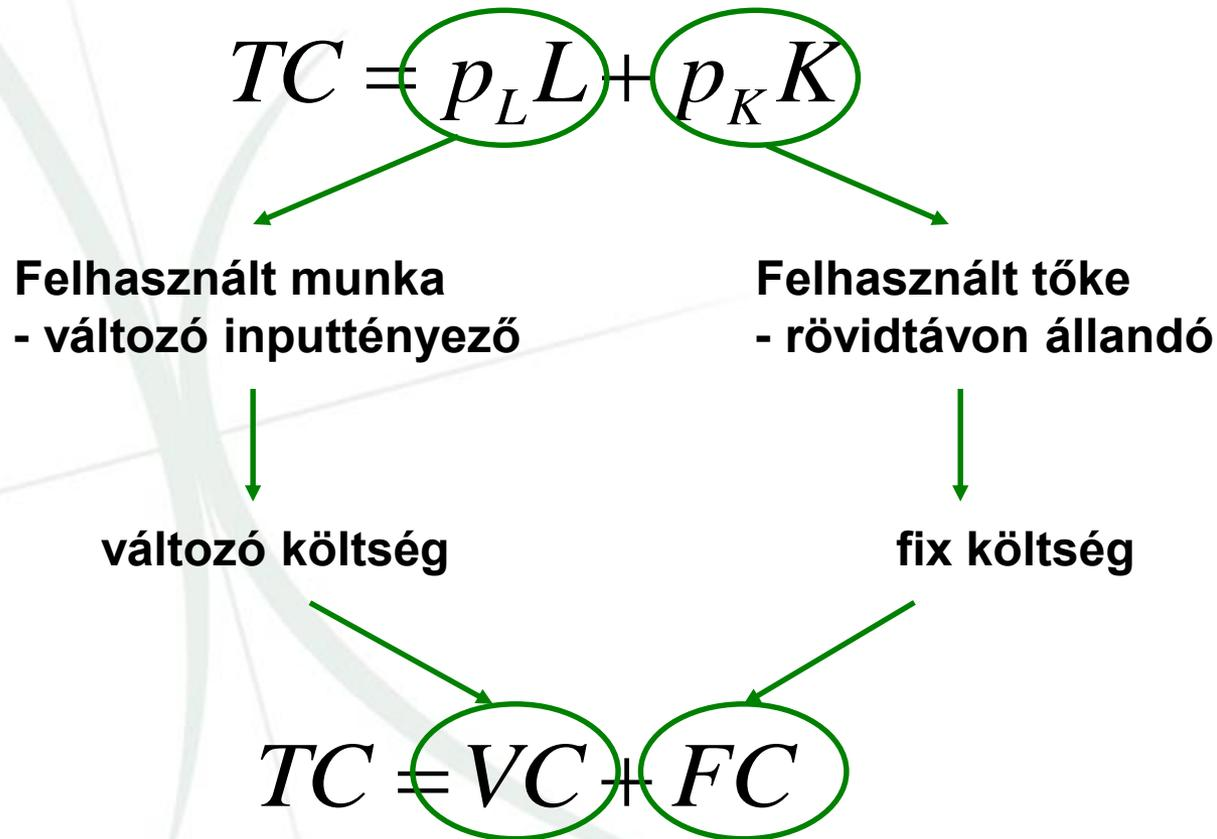 TC = p_L L + p_K K
Felhasznált munka
- változó inputtényező
Felhasznált tőke
- rövidtávon állandó
változó költség
fix költség
TC = VC + FC